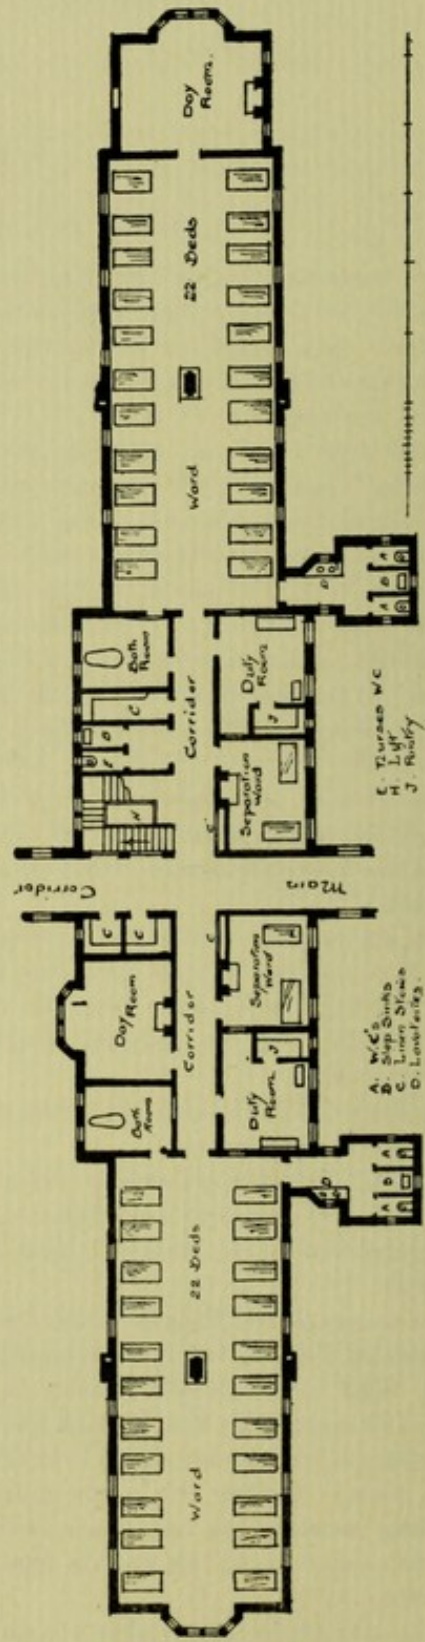 Day
Room.
22 Beds
Ward
Bath
Room
Corridor
Duty
Room
J
C
D
E
H
Separation
Ward
C
Corridor
Main
C
C
C
Day Room
Corridor
Separation
Ward
J
Duty
Room
Bath
Room
22 Beds
Ward
D
A
B
A
D
A
B
A
A. W.C's
B. Slop Sinks
C. Linen Stores
D. Lavatories.
E. Nurses W C
H. Lift
J. Pantry